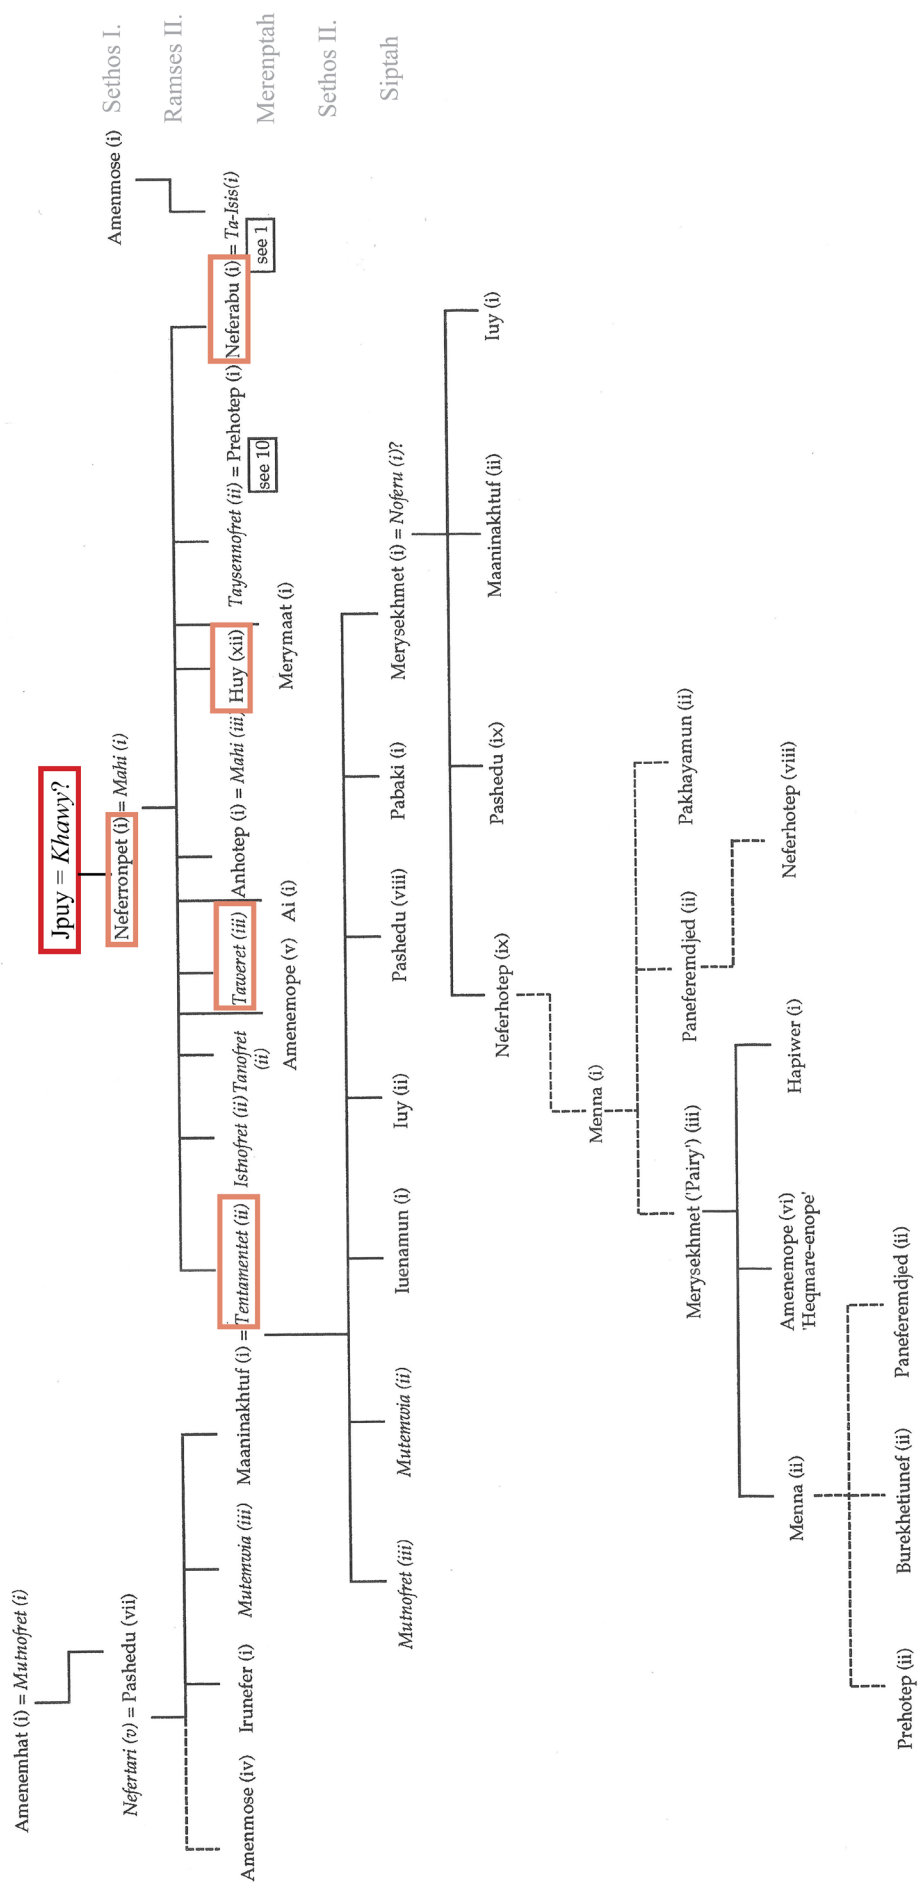 Sethos I.
Ramses II.
Merenptah
Sethos II.
Siptah
Jpuy = Khawy?
Amenemhat (i) = Mutnofret (i)
Nefertari (v) = Pashedu (vii)
Neferronpet (i) = Mahi (i)
Amenmose (i)
Amenmose (iv)
Irunefer (i)
Mutemwia (iii)
Maaninakhtuf (i) = Tentamentet (ii)
Istnofret (ii)
Tanofret
(ii)
Taweret (iii)
Anhotep (i) = Mahi (iii)
Huy (xii)
Taysennofret (ii) = Prehotep (i)
Neferabu (i) = Ta-Isis(i)
see 10
see 1
Amenemope (v)
Ai (i)
Merymaat (i)
Mutnofret (iii)
Mutemwia (ii)
Iuenamun (i)
Iuy (ii)
Pashedu (viii)
Pabaki (i)
Merysekhmet (i) = Noferu (i)?
Neferhotep (ix)
Pashedu (ix)
Maaninakhtuf (ii)
Iuy (i)
Menna (i)
Merysekhmet ('Pairy') (iii)
Paneferemdjed (ii)
Pakhayamun (ii)
Menna (ii)
Amenemope (vi)
'Heqmare-enope'
Hapiwer (i)
Neferhotep (viii)
Prehotep (ii)
Burekhetiunef (ii)
Paneferemdjed (ii)